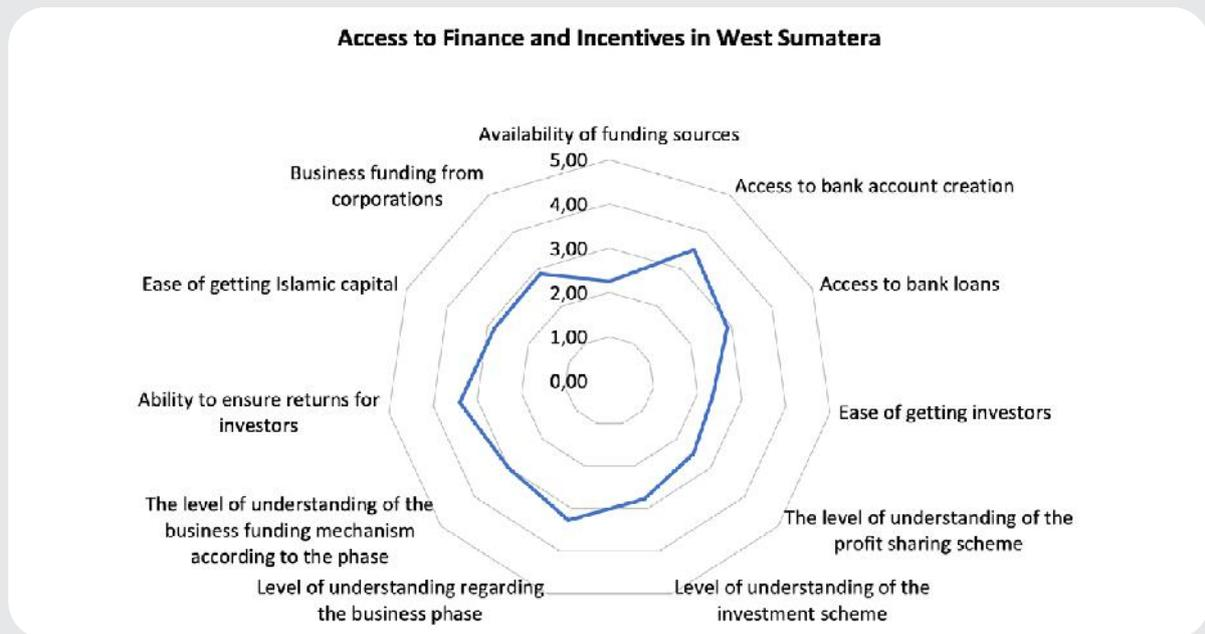 Access to Finance and Incentives in West Sumatera
Availability of funding sources
5,00
4,00
3,00
2,00
1,00
0,00
Access to bank account creation
Access to bank loans
Ease of getting investors
The level of understanding of the
profit sharing scheme
Level of understanding of the
investment scheme
Level of understanding regarding
the business phase
The level of understanding of the
business funding mechanism
according to the phase
Ability to ensure returns for
investors
Ease of getting Islamic capital
Business funding from
corporations